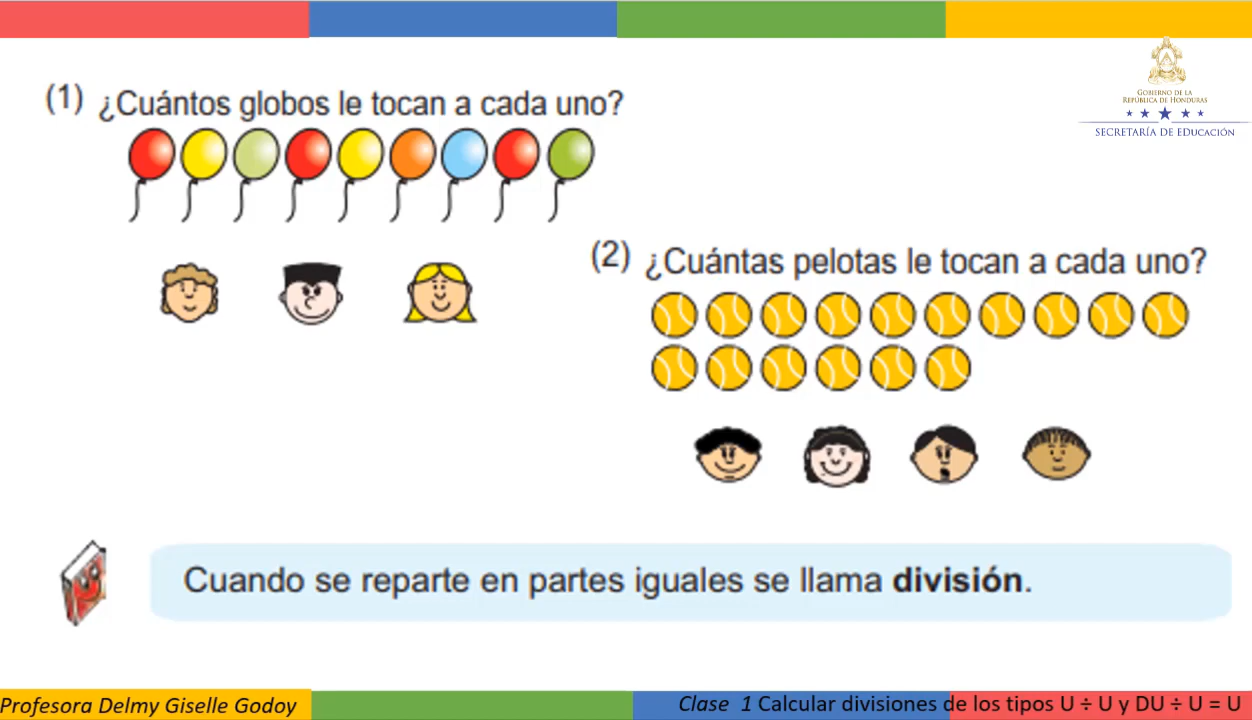 GOBIERNO DE LA
REPÚBLICA DE HONDURAS
SECRETARÍA DE EDUCACIÓN
(1) ¿Cuántos globos le tocan a cada uno?
(2) ¿Cuántas pelotas le tocan a cada uno?
Cuando se reparte en partes iguales se llama división.
Profesora Delmy Giselle Godoy
Clase 1 Calcular divisiones de los tipos U ÷ U y DU ÷ U = U